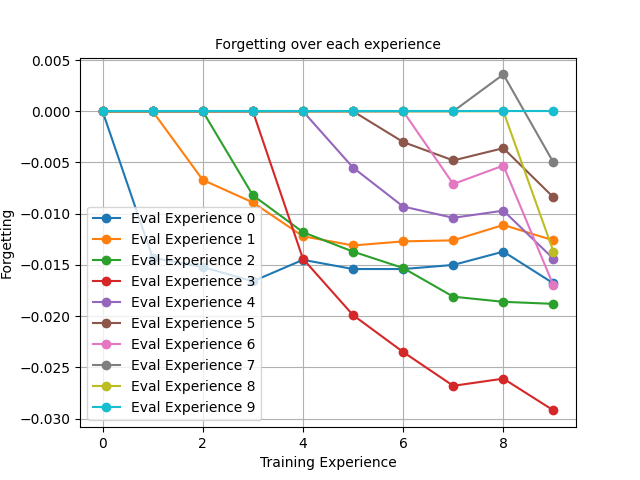 Forgetting over each experience
0.005
0.000
−0.005
−0.010
−0.015
−0.020
−0.025
−0.030
Forgetting
Eval Experience 0
Eval Experience 1
Eval Experience 2
Eval Experience 3
Eval Experience 4
Eval Experience 5
Eval Experience 6
Eval Experience 7
Eval Experience 8
Eval Experience 9
0 2 4 6 8
Training Experience